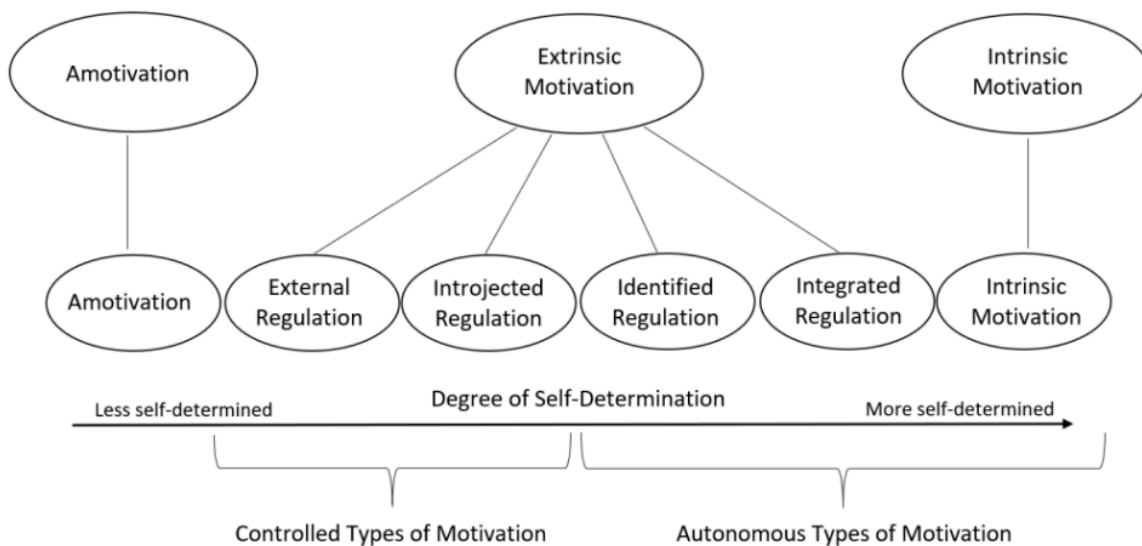 Amotivation
Extrinsic
Motivation
Intrinsic
Motivation
Amotivation
External
Regulation
Introjected
Regulation
Identified
Regulation
Integrated
Regulation
Intrinsic
Motivation
Degree of Self-Determination
Less self-determined
More self-determined
Controlled Types of Motivation
Autonomous Types of Motivation